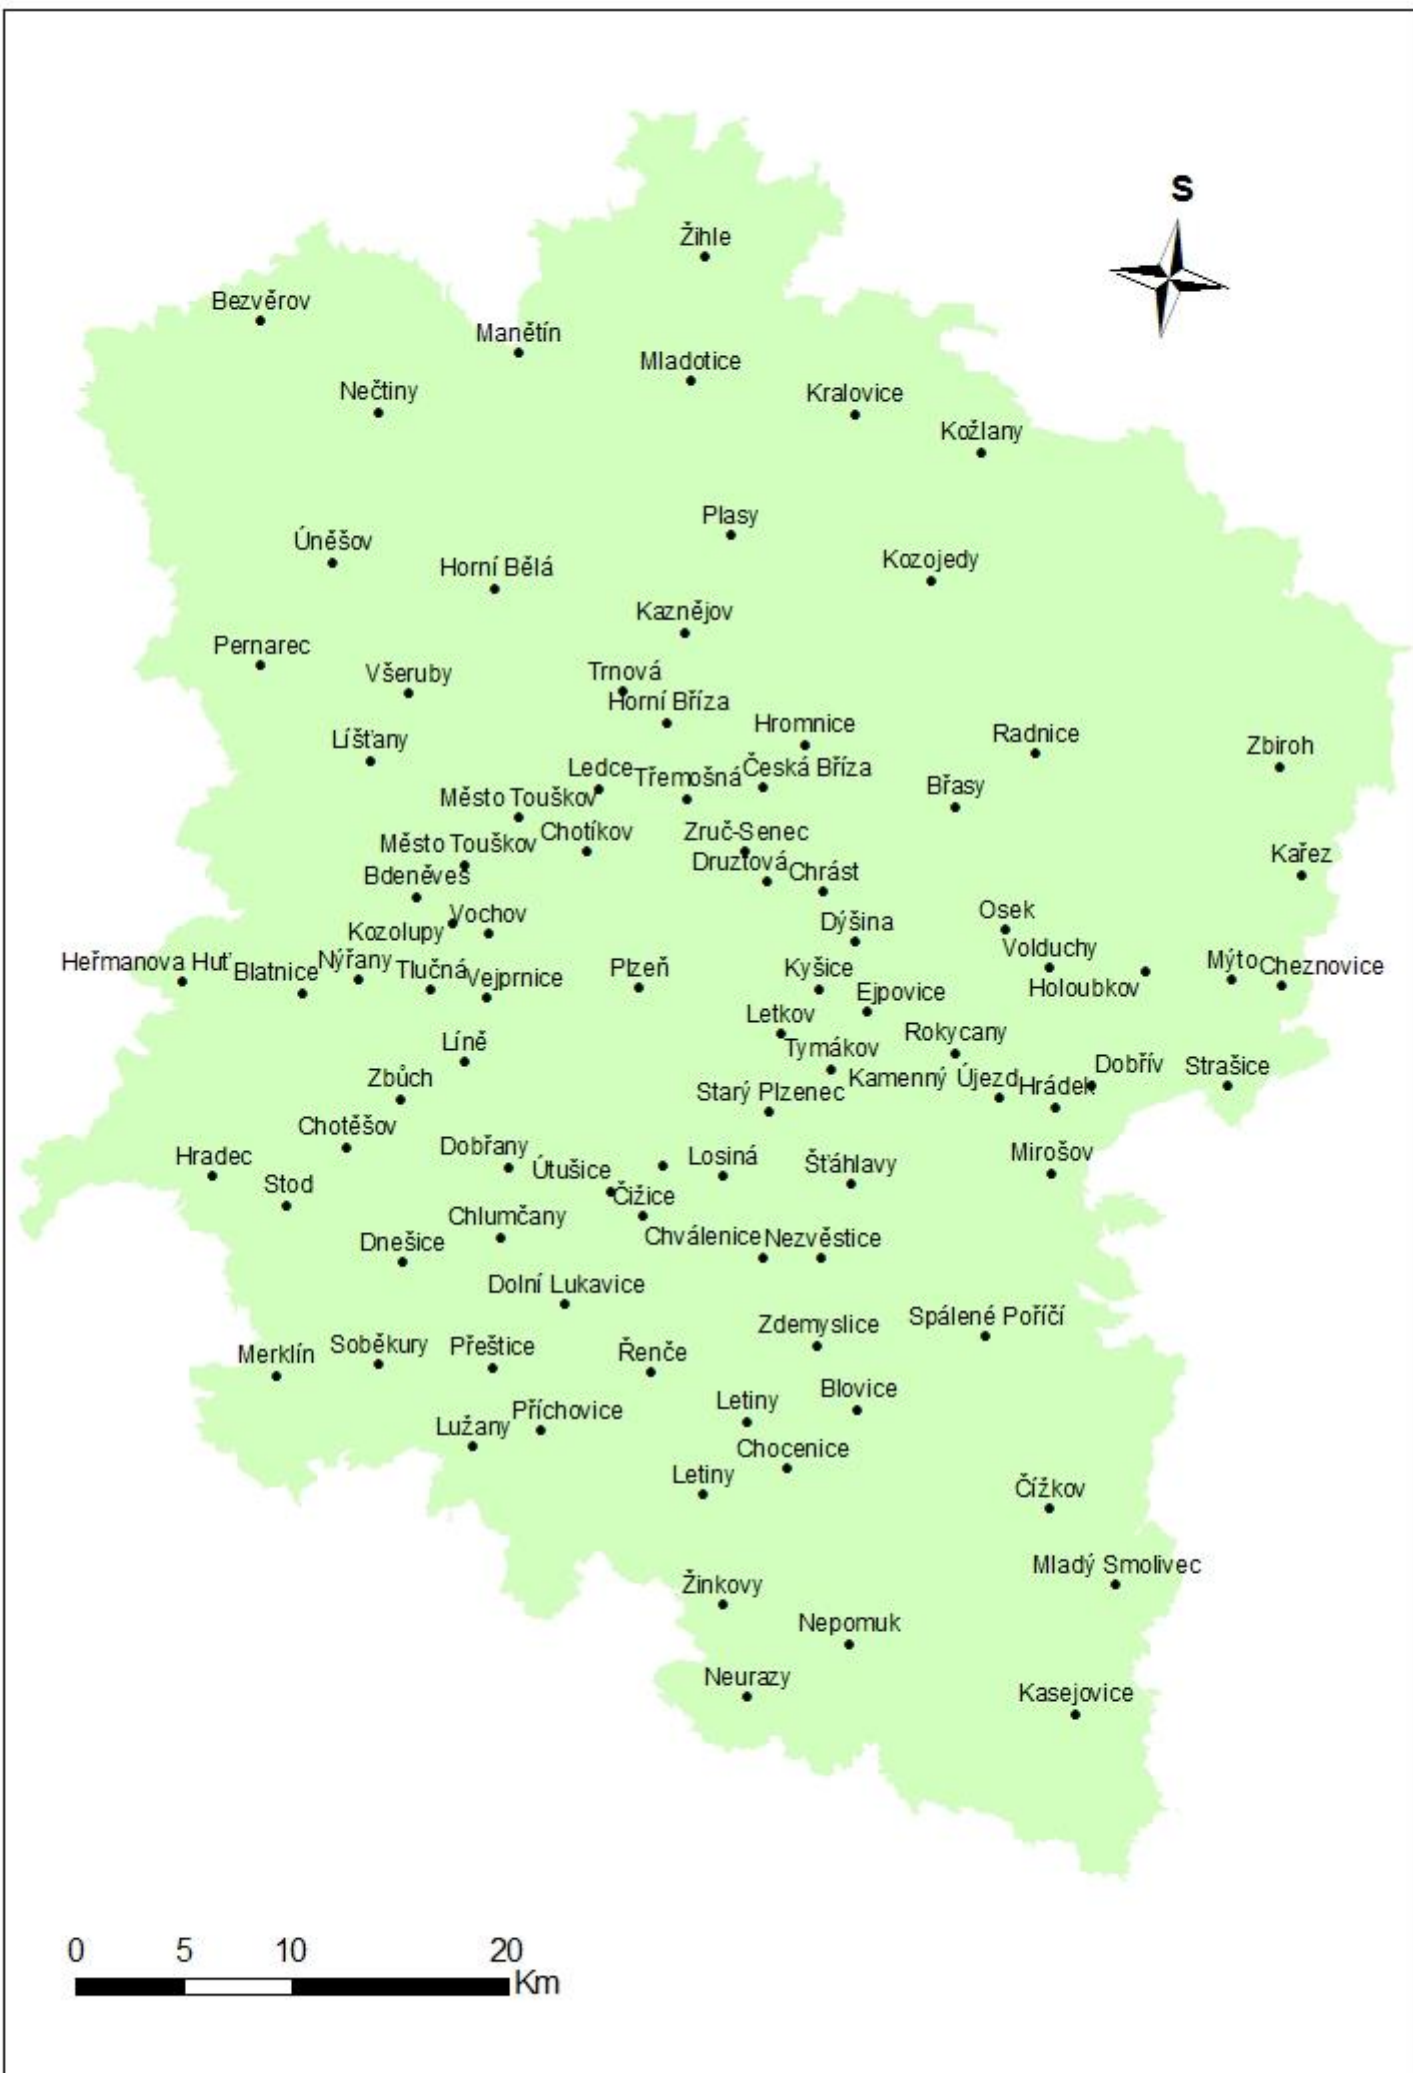 S
Žihle
Bezvěrov
Manětín
Mladotice
Nečtiny
Kralovice
Kožlany
Plasy
Úněšov
Horní Bělá
Kozojedy
Kaznějov
Pernarec
Všeruby
Trnová
Horní Bříza
Hromnice
Radnice
Líšťany
Zbiroh
Ledce
Třemošná
Česká Bříza
Břasy
Město Touškov
Chotíkov
Zruč-Senec
Město Touškov
Druztová
Kařez
Bdeněves
Chrást
Vochov
Osek
Dýšina
Kozolupy
Volduchy
Heřmanova Huť
Blatnice
Nýřany
Tlučná
Vejprnice
Plzeň
Kyšice
Holoubkov
Mýto
Cheznovice
Ejpovice
Letkov
Rokycany
Líně
Tymákov
Zbůch
Kamenný Újezd
Hrádek
Dobřív
Strašice
Starý Plzenec
Chotěšov
Dobřany
Hradec
Útušice
Losiná
Šťáhlavy
Mirošov
Stod
Čižice
Chlumčany
Dnešice
Chválenice
Nezvěstice
Dolní Lukavice
Zdemyslice
Spálené Poříčí
Merklín
Soběkury
Přeštice
Řenče
Blovice
Letiny
Příchovice
Lužany
Chocenice
Letiny
Čížkov
Mladý Smolivec
Žinkovy
Nepomuk
Neurazy
Kasejovice
0 5 10 20
Km